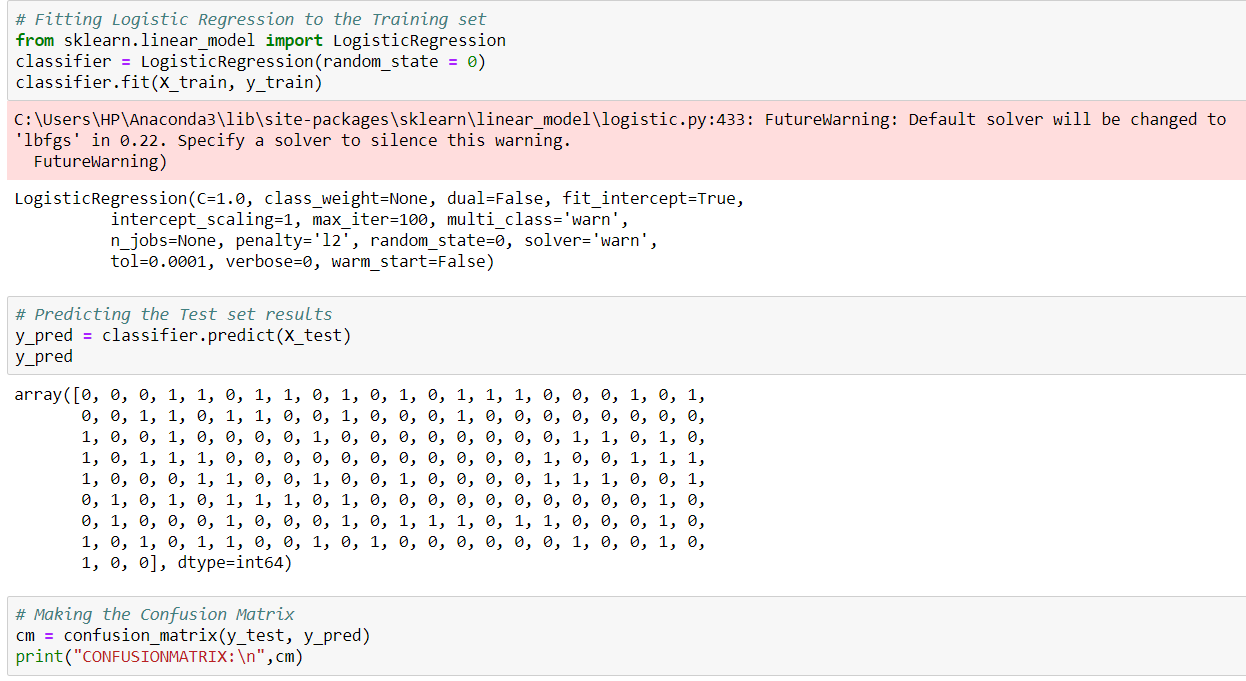 # Fitting Logistic Regression to the Training set
from sklearn.linear_model import LogisticRegression
classifier = LogisticRegression(random_state = 0)
classifier.fit(X_train, y_train)
C:\Users\HP\Anaconda3\lib\site-packages\sklearn\linear_model\logistic.py:433: FutureWarning: Default solver will be changed to
'lbfgs' in 0.22. Specify a solver to silence this warning.
  FutureWarning)
LogisticRegression(C=1.0, class_weight=None, dual=False, fit_intercept=True,
          intercept_scaling=1, max_iter=100, multi_class='warn',
          n_jobs=None, penalty='l2', random_state=0, solver='warn',
          tol=0.0001, verbose=0, warm_start=False)
# Predicting the Test set results
y_pred = classifier.predict(X_test)
y_pred
array([0, 0, 0, 1, 1, 0, 1, 1, 0, 1, 0, 1, 0, 1, 1, 1, 0, 0, 0, 1, 0, 1,
       0, 0, 1, 1, 0, 1, 1, 0, 0, 1, 0, 0, 0, 1, 0, 0, 0, 0, 0, 0, 0, 0,
       1, 0, 0, 1, 0, 0, 0, 0, 1, 0, 0, 0, 0, 0, 0, 0, 0, 1, 1, 0, 1, 0,
       1, 0, 1, 1, 1, 0, 0, 0, 0, 0, 0, 0, 0, 0, 0, 0, 1, 0, 0, 1, 1, 1,
       1, 0, 0, 0, 1, 1, 0, 0, 1, 0, 0, 1, 0, 0, 0, 0, 1, 1, 1, 0, 0, 1,
       0, 1, 0, 1, 0, 1, 1, 1, 0, 1, 0, 0, 0, 0, 0, 0, 0, 0, 0, 0, 1, 0,
       0, 1, 0, 0, 0, 1, 0, 0, 0, 1, 0, 1, 1, 1, 0, 1, 1, 0, 0, 0, 1, 0,
       1, 0, 1, 0, 1, 1, 0, 0, 1, 0, 1, 0, 0, 0, 0, 0, 0, 1, 0, 0, 1, 0,
       1, 0, 0], dtype=int64)
# Making the Confusion Matrix
cm = confusion_matrix(y_test, y_pred)
print("CONFUSIONMATRIX:\n",cm)